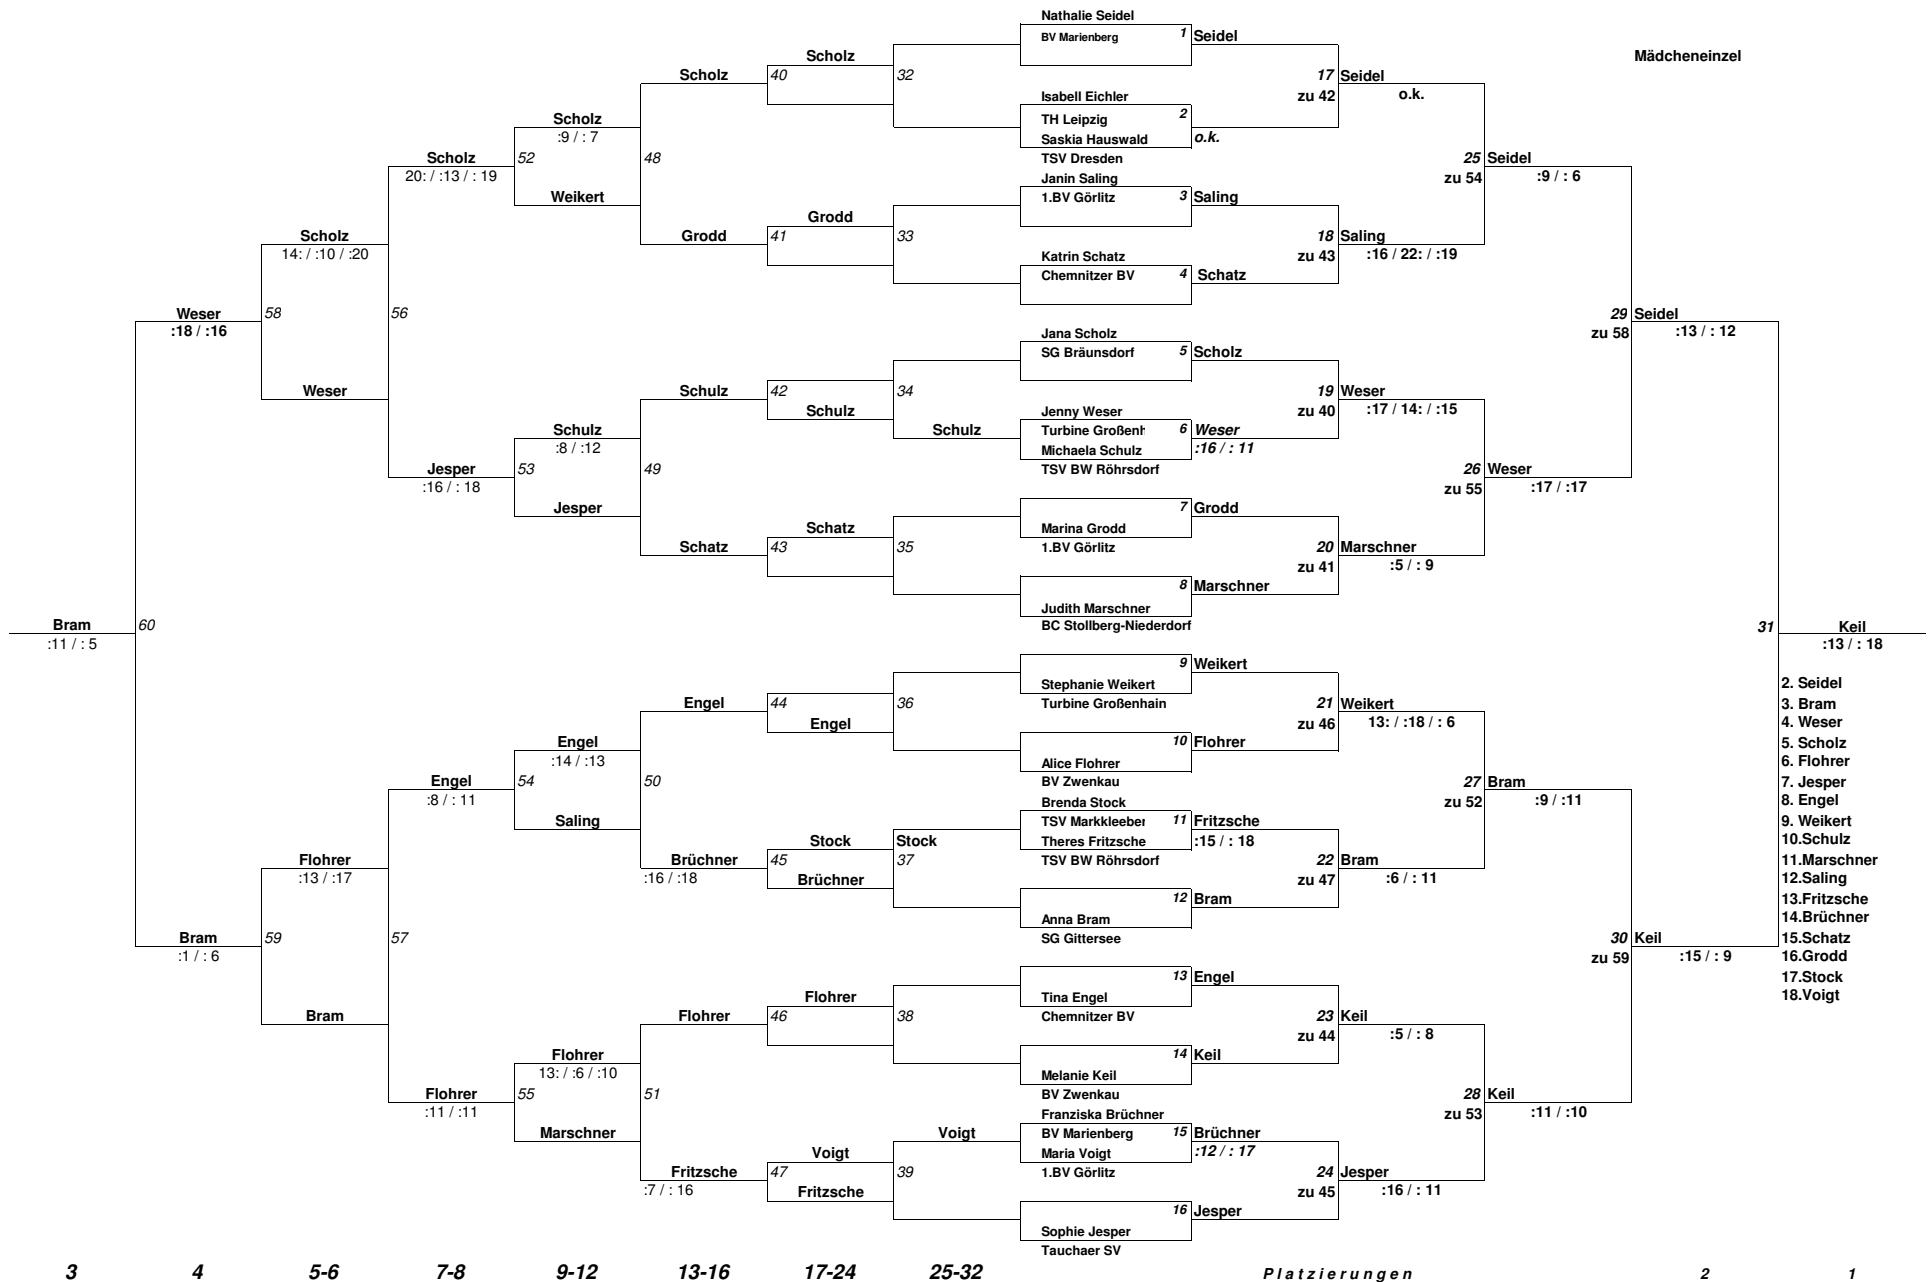 Nathalie Seidel
BV Marienberg 1 Seidel
Scholz Mädcheneinzel
Scholz 40 32 17 Seidel
zu 42 o.k.
Isabell Eichler
TH Leipzig 2
Scholz
:9 / : 7 Saskia Hauswald o.k.
Scholz 52 48 TSV Dresden 25 Seidel
20: / :13 / : 19 Janin Saling zu 54 :9 / : 6
Weikert 1.BV Görlitz 3 Saling
Grodd
Scholz Grodd 41 33 18 Saling
14: / :10 / :20 Katrin Schatz zu 43 :16 / 22: / :19
Chemnitzer BV 4 Schatz
Weser 58 56 29 Seidel
:18 / :16 Jana Scholz zu 58 :13 / : 12
SG Bräunsdorf 5 Scholz
Weser Schulz 42 34 19 Weser
Schulz Jenny Weser zu 40 :17 / 14: / :15
Schulz Schulz Turbine Großenh 6 Weser
:8 / :12 Michaela Schulz :16 / : 11
Jesper 53 49 TSV BW Röhrsdorf 26 Weser
:16 / : 18 zu 55 :17 / :17
Jesper 7 Grodd
Schatz Marina Grodd
Schatz 43 35 1.BV Görlitz 20 Marschner
zu 41 :5 / : 9
8 Marschner
Judith Marschner
Bram 60 BC Stollberg-Niederdorf 31 Keil
:11 / : 5 :13 / : 18
9 Weikert
Stephanie Weikert 2. Seidel
Engel 44 36 Turbine Großenhain 21 Weikert 3. Bram
Engel zu 46 13: / :18 / : 6 4. Weser
Engel 10 Flohrer 5. Scholz
:14 / :13 Alice Flohrer 6. Flohrer
Engel 54 50 BV Zwenkau 27 Bram 7. Jesper
:8 / : 11 Brenda Stock zu 52 :9 / :11 8. Engel
Saling TSV Markkleeber 11 Fritzsche 9. Weikert
Stock Stock Theres Fritzsche :15 / : 18 10.Schulz
Flohrer Brüchner 45 37 TSV BW Röhrsdorf 22 Bram 11.Marschner
:13 / :17 :16 / :18 Brüchner zu 47 :6 / : 11 12.Saling
12 Bram 13.Fritzsche
Anna Bram 14.Brüchner
Bram 59 57 SG Gittersee 30 Keil 15.Schatz
:1 / : 6 zu 59 :15 / : 9 16.Grodd
13 Engel 17.Stock
Flohrer Tina Engel 18.Voigt
Bram Flohrer 46 38 Chemnitzer BV 23 Keil
zu 44 :5 / : 8
Flohrer 14 Keil
13: / :6 / :10 Melanie Keil
Flohrer 55 51 BV Zwenkau 28 Keil
:11 / :11 Franziska Brüchner zu 53 :11 / :10
Marschner Voigt BV Marienberg 15 Brüchner
Voigt Maria Voigt :12 / : 17
Fritzsche 47 39 1.BV Görlitz 24 Jesper
:7 / : 16 Fritzsche zu 45 :16 / : 11
16 Jesper
Sophie Jesper
Tauchaer SV
3 4 5-6 7-8 9-12 13-16 17-24 25-32 Platzierungen 2 1